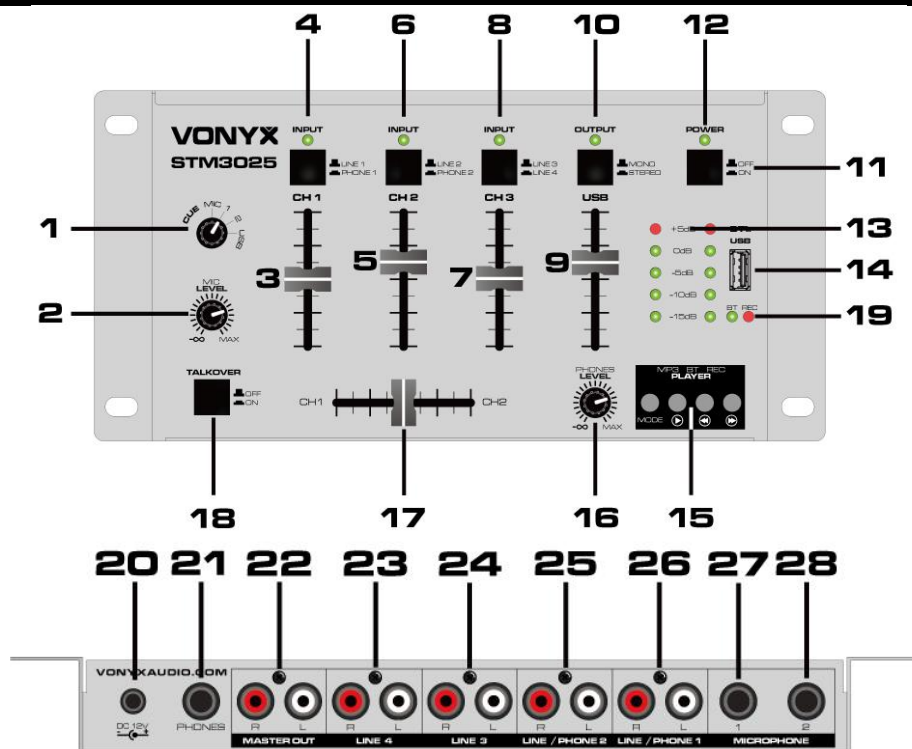 4 6 8 10 12
VONYX
STM3025
INPUT INPUT INPUT OUTPUT POWER
LINE 1 LINE 2 LINE 3 MONO OFF
PHONE 1 PHONE 2 LINE 4 STEREO ON
11
CH 1 CH 2 CH 3 USB
1
CUE MIC 1 2 USB
+5dB
13
USB
0dB
3 5 7 9
-5dB
14
MIC
LEVEL
2
-10dB
BT REC
-15dB
19
-∞ MAX
TALKOVER
OFF
ON
CH1 CH2
PHONES
LEVEL
-∞ MAX
MP3 BT REC
PLAYER
MODE
18 17 16 15
20 21 22 23 24 25 26 27 28
VONYXAUDIO.COM
DC 12V
- +
PHONES
R L R L R L R L R L 1 2
MASTER OUT LINE 4 LINE 3 LINE / PHONE 2 LINE / PHONE 1 MICROPHONE